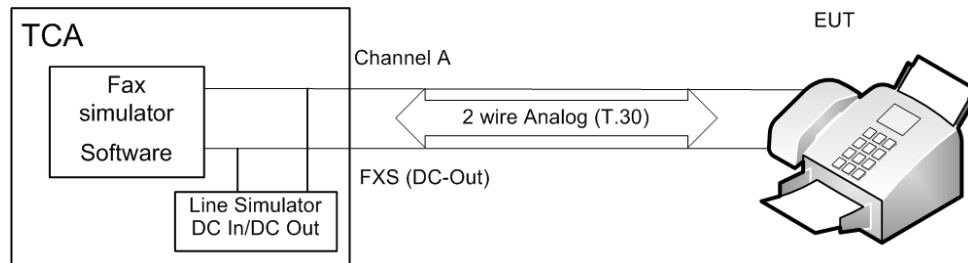 TCA
EUT
Channel A
Fax
simulator
Software
2 wire Analog (T.30)
FXS (DC-Out)
Line Simulator
DC In/DC Out